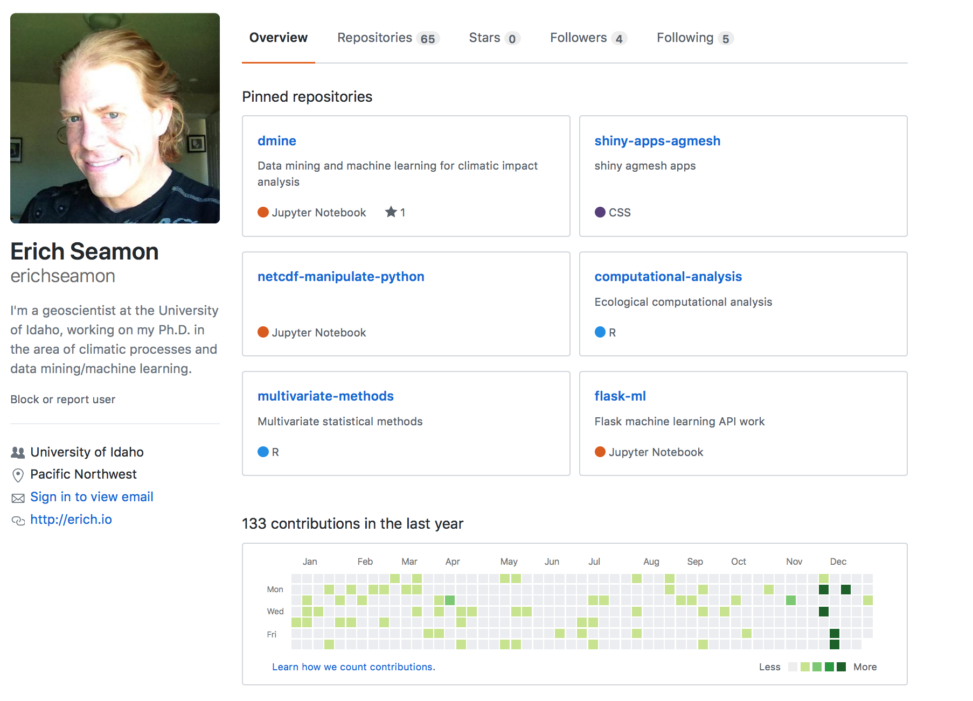 Overview Repositories 65 Stars 0 Followers 4 Following 5
Erich Seamon
erichseamon
I'm a geoscientist at the University
of Idaho, working on my Ph.D. in
the area of climatic processes and
data mining/machine learning.
Block or report user
University of Idaho
Pacific Northwest
Sign in to view email
http://erich.io
Pinned repositories
dmine
Data mining and machine learning for climatic impact
analysis
Jupyter Notebook 1
shiny-apps-agmesh
shiny agmesh apps
CSS
netcdf-manipulate-python
Jupyter Notebook
computational-analysis
Ecological computational analysis
R
multivariate-methods
Multivariate statistical methods
R
flask-ml
Flask machine learning API work
Jupyter Notebook
133 contributions in the last year
Jan Feb Mar Apr May Jun Jul Aug Sep Oct Nov Dec
Mon
Wed
Fri
Learn how we count contributions.
Less More